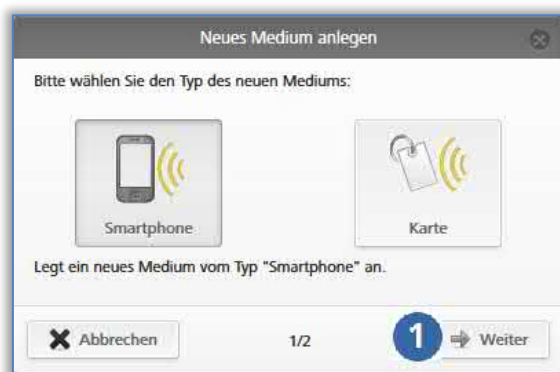 Neues Medium anlegen
Bitte wählen Sie den Typ des neuen Mediums:
Smartphone
Karte
Legt ein neues Medium vom Typ "Smartphone" an.
Abbrechen
1/2
1
Weiter